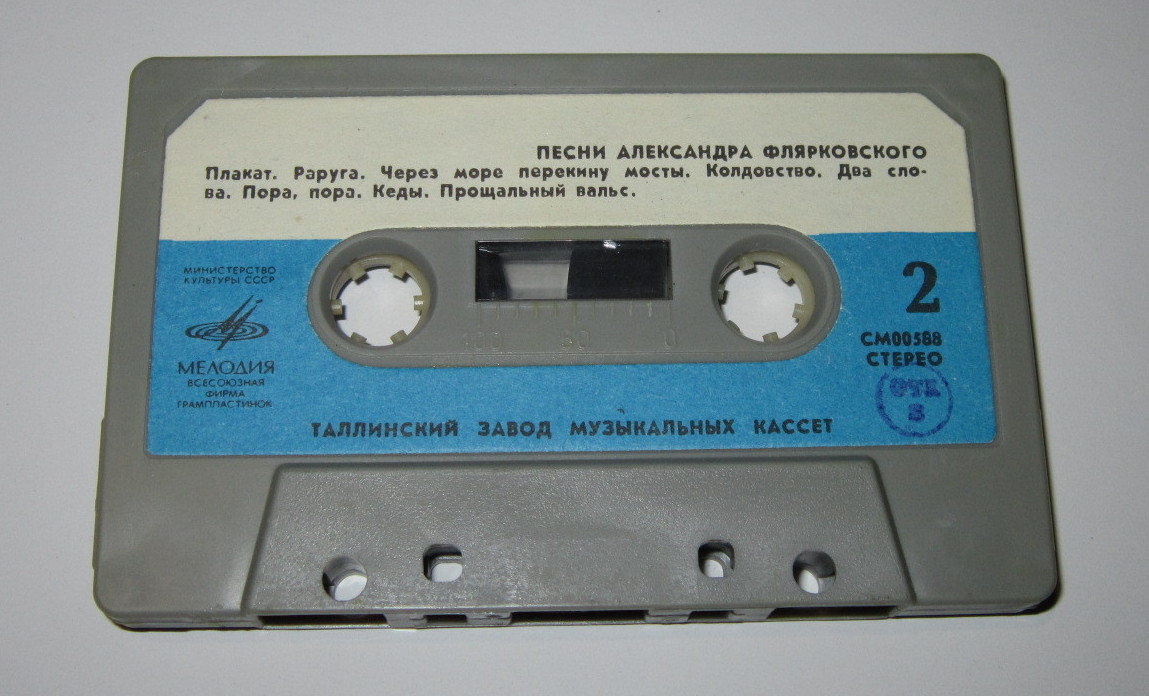 ПЕСНИ АЛЕКСАНДРА ФЛЯРКОВСКОГО
Плакат. Раруга. Через море перекину мосты. Колдовство. Два сло-
ва. Пора, пора. Кеды. Прощальный вальс.
МИНИСТЕРСТВО
КУЛЬТУРЫ СССР
МЕЛОДИЯ
ВСЕСОЮЗНАЯ
ФИРМА
ГРАМПЛАСТИНОК
100 50 0
2
СМ00588
СТЕРЕО
ОТК
3
ТАЛЛИНСКИЙ ЗАВОД МУЗЫКАЛЬНЫХ КАССЕТ